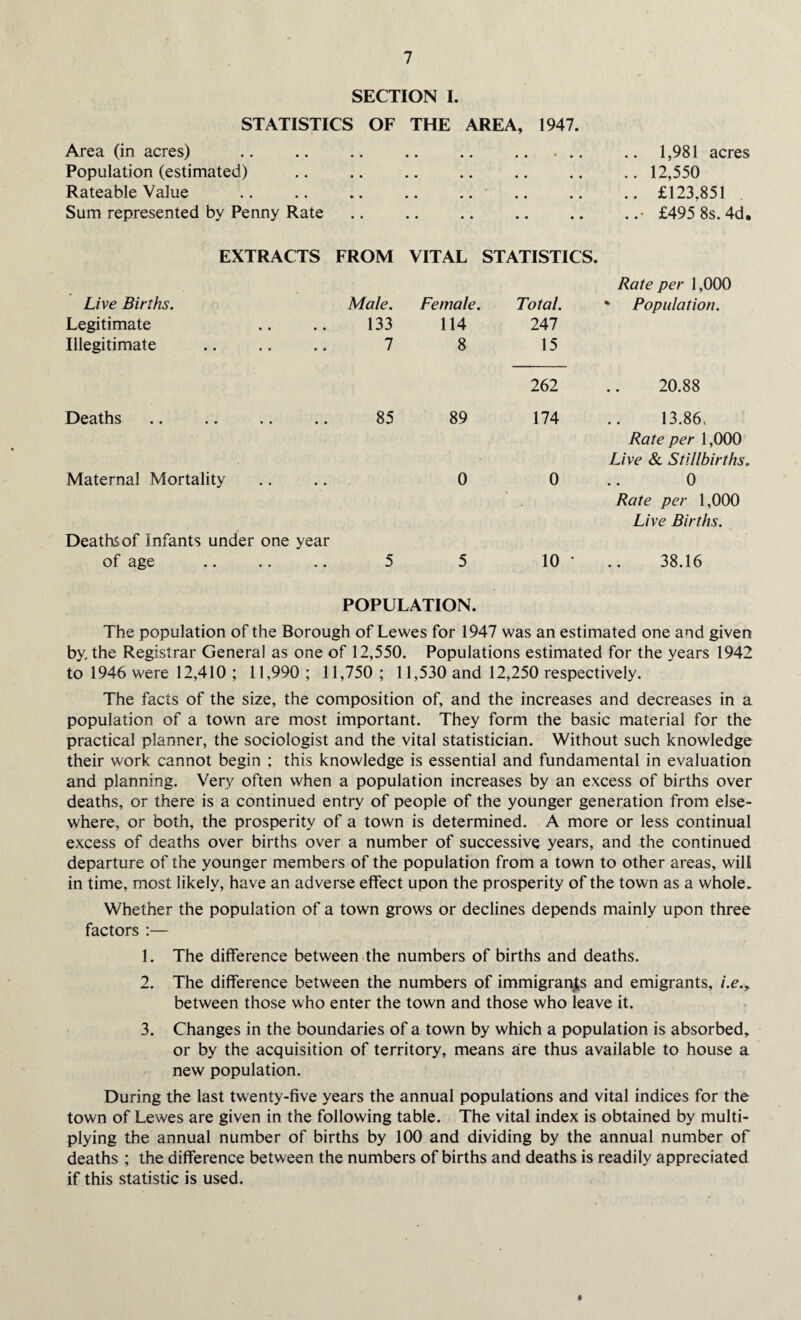 7
SECTION I.
STATISTICS OF THE AREA, 1947.
Area (in acres) .. .. .. .. .. .. .. .. 1,981 acres
Population (estimated) .. .. .. .. .. .. .. 12,550
Rateable Value .. .. .. .. .. .. .. .. £123,851
Sum represented by Penny Rate .. .. .. .. .. .. £495 8s. 4d.
EXTRACTS FROM VITAL STATISTICS.
Rate per 1,000
Live Births. Male. Female. Total. Population.
Legitimate .. .. 133 114 247
Illegitimate .. .. .. 7 8 15
262 .. 20.88
Deaths .. .. .. .. 85 89 174 .. 13.86.
Rate per 1,000
Live & Stillbirths.
Maternal Mortality .. .. 0 0 .. 0
Rate per 1,000
Live Births.
Deaths of Infants under one year
of age .. .. .. 5 5 10 .. 38.16
POPULATION.
The population of the Borough of Lewes for 1947 was an estimated one and given
by the Registrar General as one of 12,550. Populations estimated for the years 1942
to 1946 were 12,410 ; 11,990 ; 11,750 ; 11,530 and 12,250 respectively.
The facts of the size, the composition of, and the increases and decreases in a
population of a town are most important. They form the basic material for the
practical planner, the sociologist and the vital statistician. Without such knowledge
their work cannot begin ; this knowledge is essential and fundamental in evaluation
and planning. Very often when a population increases by an excess of births over
deaths, or there is a continued entry of people of the younger generation from else-
where, or both, the prosperity of a town is determined. A more or less continual
excess of deaths over births over a number of successive years, and the continued
departure of the younger members of the population from a town to other areas, will
in time, most likely, have an adverse effect upon the prosperity of the town as a whole.
Whether the population of a town grows or declines depends mainly upon three
factors :—
1. The difference between the numbers of births and deaths.
2. The difference between the numbers of immigrants and emigrants, i.e.,
between those who enter the town and those who leave it.
3. Changes in the boundaries of a town by which a population is absorbed,
or by the acquisition of territory, means are thus available to house a
new population.
During the last twenty-five years the annual populations and vital indices for the
town of Lewes are given in the following table. The vital index is obtained by multi-
plying the annual number of births by 100 and dividing by the annual number of
deaths ; the difference between the numbers of births and deaths is readily appreciated
if this statistic is used.